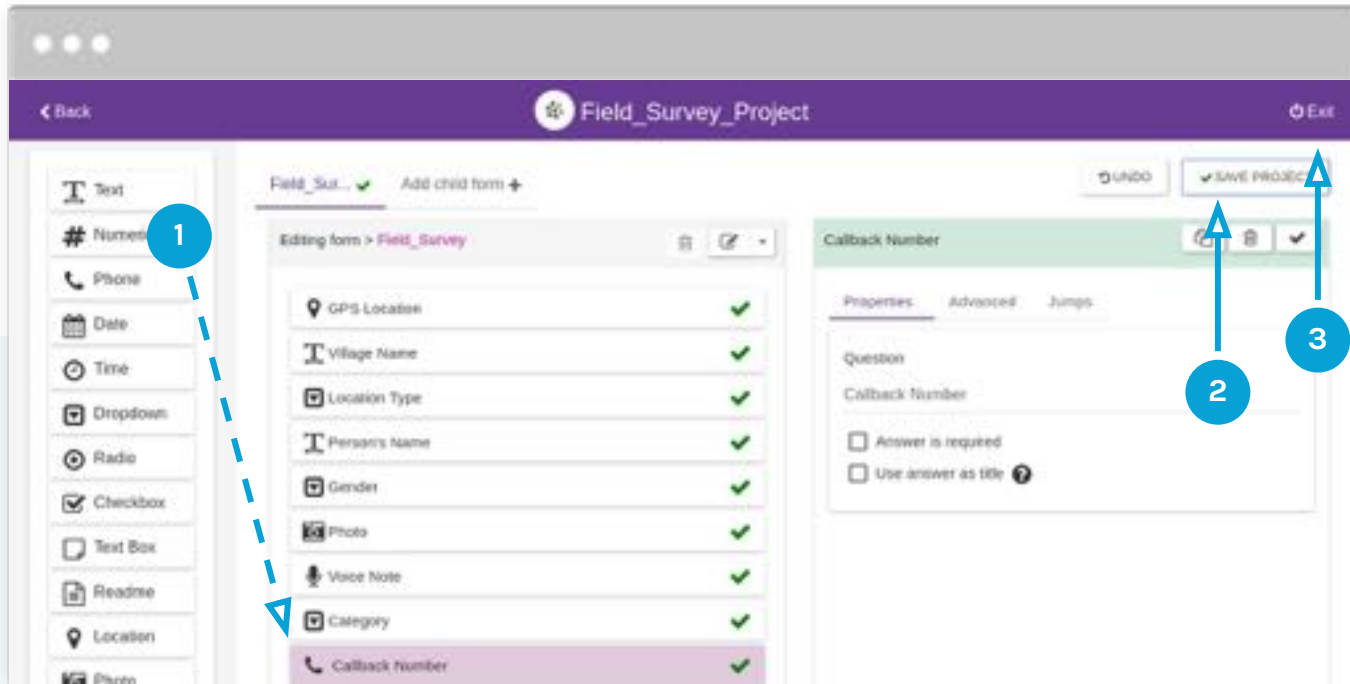 Back
Field_Survey_Project
Exit
Text
Numeric
Phone
Date
Time
Dropdown
Radio
Checkbox
Text Box
Readme
Location
Photo
1
Field_Sur...
Add child form
Editing form > Field_Survey
GPS Location
Village Name
Location Type
Person's Name
Gender
Photo
Voice Note
Category
Callback Number
UNDO
SAVE PROJECT
Callback Number
Properties Advanced Jumps
Question
Callback Number
Answer is required
Use answer as title ?
2
3